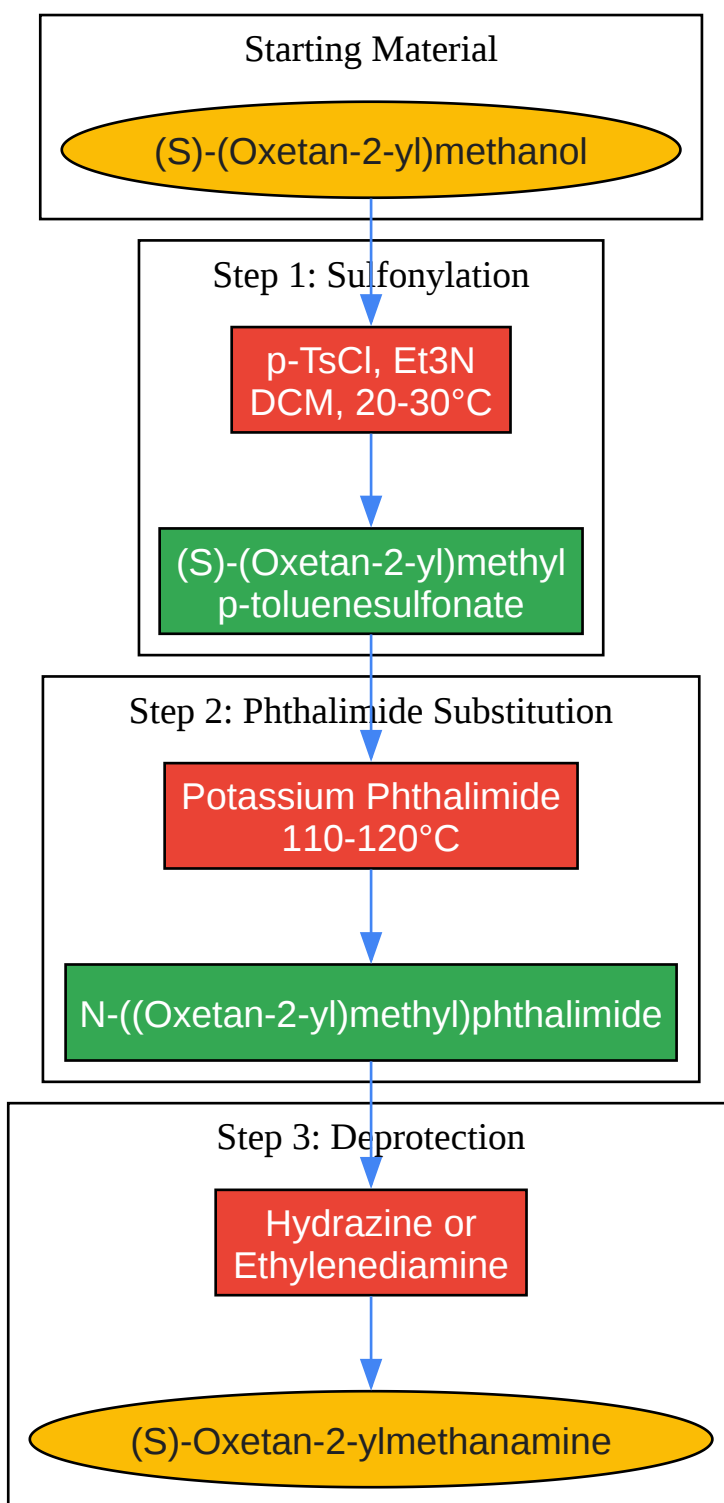 Starting Material
(S)-(Oxetan-2-yl)methanol
Step 1: Sulfonylation
p-TsCl, Et3N
DCM, 20-30°C
(S)-(Oxetan-2-yl)methyl
p-toluenesulfonate
Step 2: Phthalimide Substitution
Potassium Phthalimide
110-120°C
N-((Oxetan-2-yl)methyl)phthalimide
Step 3: Deprotection
Hydrazine or
Ethylenediamine
(S)-Oxetan-2-ylmethanamine